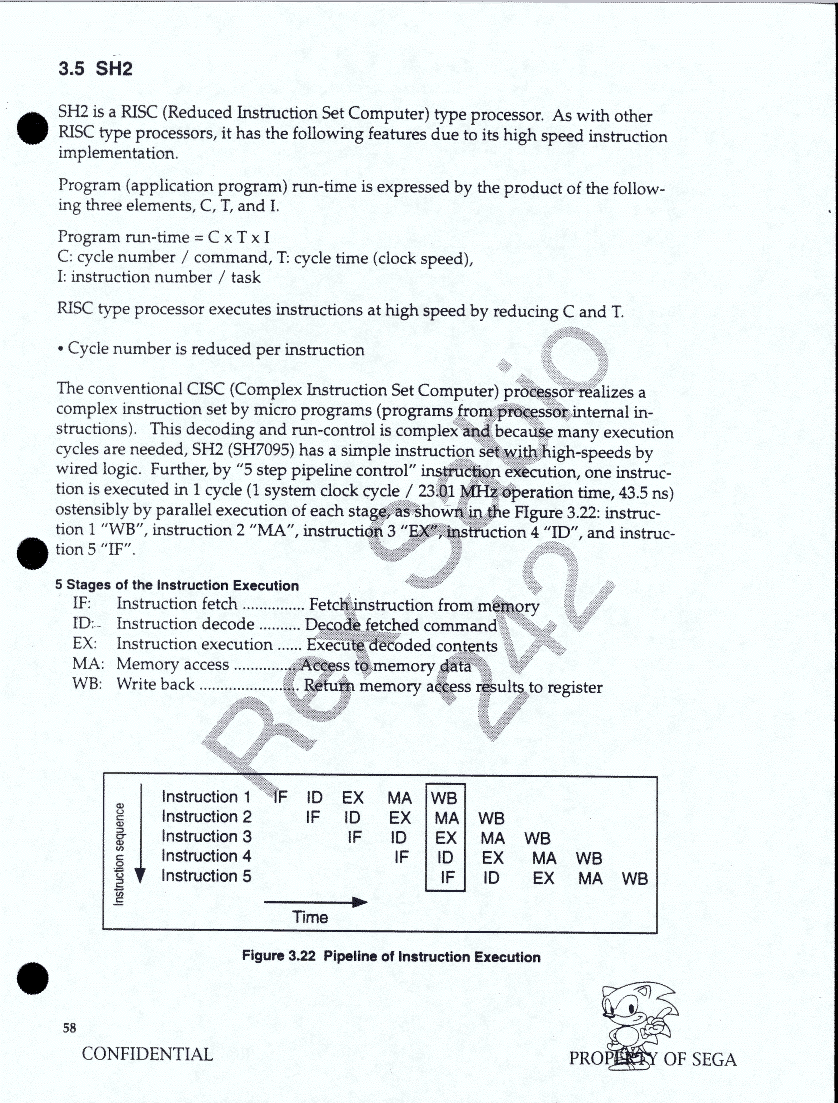 3.5 SH2
SH2 is a RISC (Reduced Instruction Set Computer) type processor. As with other
RISC type processors, it has the following features due to its high speed instruction
implementation.
Program (application program) run-time is expressed by the product of the follow-
ing three elements, C, T, and I.
Program run-time = C x T x I
C: cycle number / command, T: cycle time (clock speed),
I: instruction number / task
RISC type processor executes instructions at high speed by reducing C and T.
• Cycle number is reduced per instruction
The conventional CISC (Complex Instruction Set Computer) processor realizes a
complex instruction set by micro programs (programs from processor internal in-
structions). This decoding and run-control is complex and because many execution
cycles are needed, SH2 (SH7095) has a simple instruction set with high-speeds by
wired logic. Further, by "5 step pipeline control" instruction execution, one instruc-
tion is executed in 1 cycle (1 system clock cycle / 23.01 MHz operation time, 43.5 ns)
ostensibly by parallel execution of each stage, as shown in the FIgure 3.22: instruc-
tion 1 "WB", instruction 2 "MA", instruction 3 "EX", instruction 4 "ID", and instruc-
tion 5 "IF".
5 Stages of the Instruction Execution
IF: Instruction fetch ............... Fetch instruction from memory
ID:- Instruction decode .......... Decode fetched command
EX: Instruction execution ...... Execute decoded contents
MA: Memory access ............... Access to memory data
WB: Write back ........................ Return memory access results to register
Rex Sabio
242
Instruction sequence
Instruction 1 IF ID EX MA WB
Instruction 2 IF ID EX MA WB
Instruction 3 IF ID EX MA WB
Instruction 4 IF ID EX MA WB
Instruction 5 IF ID EX MA WB
Time
Figure 3.22 Pipeline of Instruction Execution
58
CONFIDENTIAL
PROPERTY OF SEGA